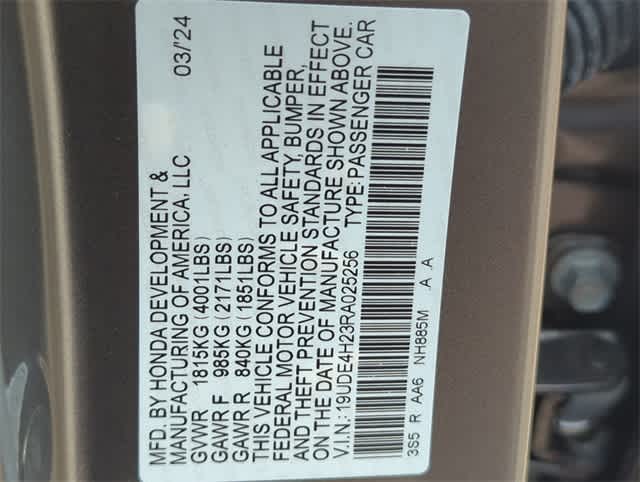 MFD. BY HONDA DEVELOPMENT & 03/'24
MANUFACTURING OF AMERICA, LLC
GVWR 1815KG (4001LBS)
GAWR F 985KG (2171LBS)
GAWR R 840KG (1851LBS)
THIS VEHICLE CONFORMS TO ALL APPLICABLE
FEDERAL MOTOR VEHICLE SAFETY, BUMPER,
AND THEFT PREVENTION STANDARDS IN EFFECT
ON THE DATE OF MANUFACTURE SHOWN ABOVE.
V.I.N.: 19UDE4H23RA025256 TYPE: PASSENGER CAR
3S5 R AA6 NH885M A A